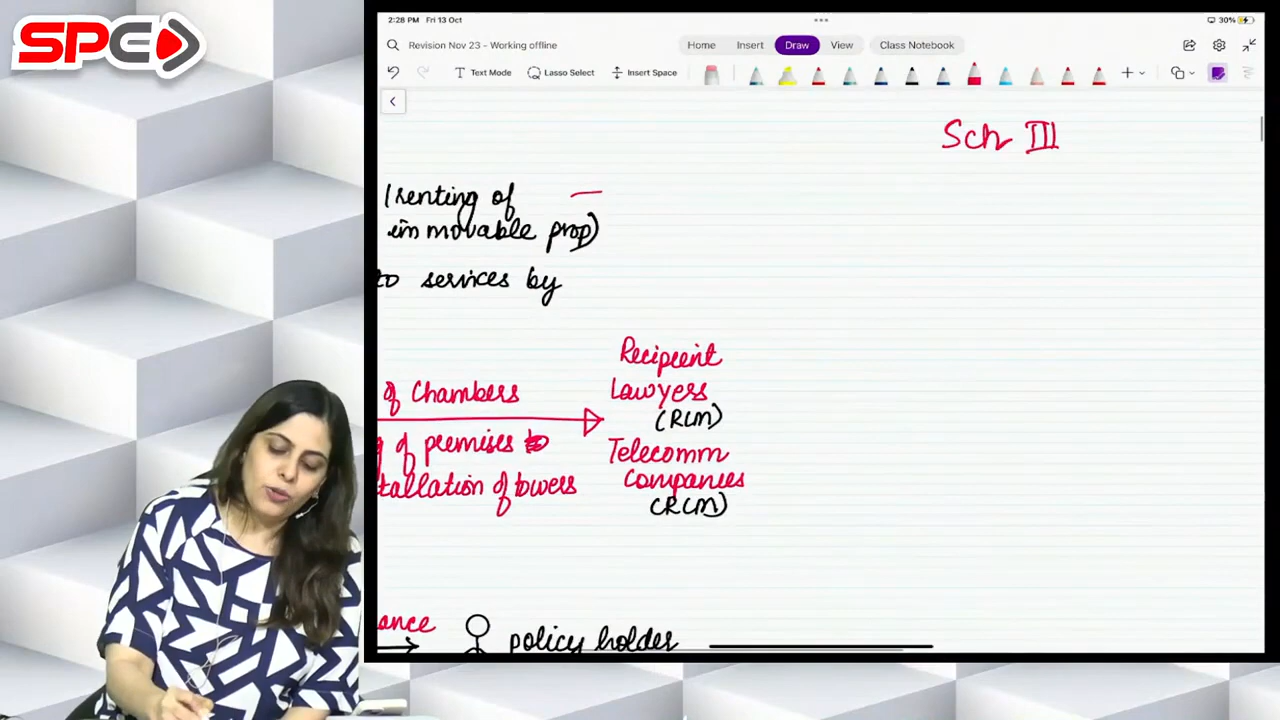 SPE
2:28 PM Fri 13 Oct
30%
Revision Nov 23 - Working offline
Home Insert Draw View Class Notebook
Text Mode Lasso Select Insert Space
Sch III
(renting of
immovable prop)
to services by
Recipient
of Chambers Lawyers
(RCM)
of premises Telecomm
tallation of towers companies
(RCM)
ance
policy holder